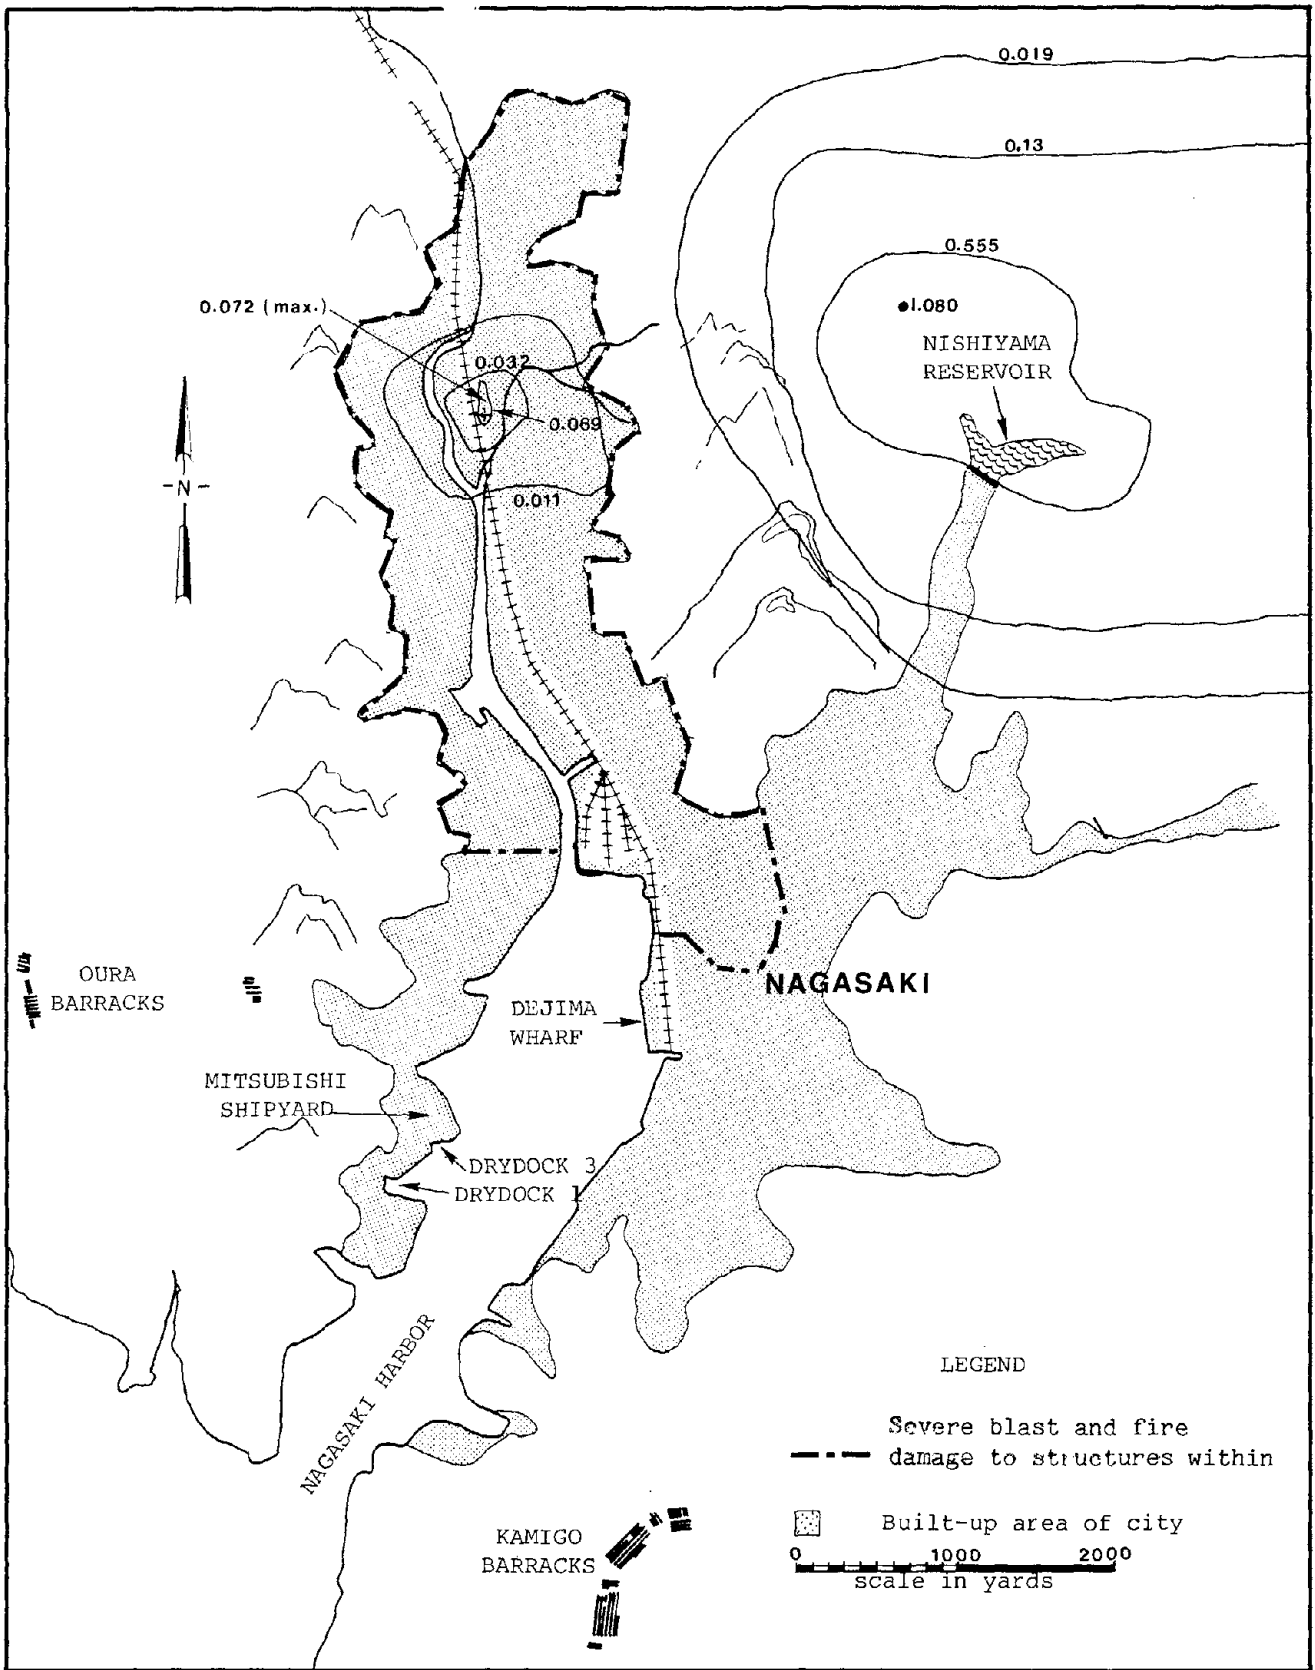 0.019
0.13
0.555
1.080
NISHIYAMA
RESERVOIR
0.072 (max.)
0.032
0.069
0.011
-N-
OURA
BARRACKS
DEJIMA
WHARF
NAGASAKI
MITSUBISHI
SHIPYARD
DRYDOCK 3
DRYDOCK 1
NAGASAKI HARBOR
LEGEND
Severe blast and fire
damage to structures within
Built-up area of city
0 1000 2000
scale in yards
KAMIGO
BARRACKS